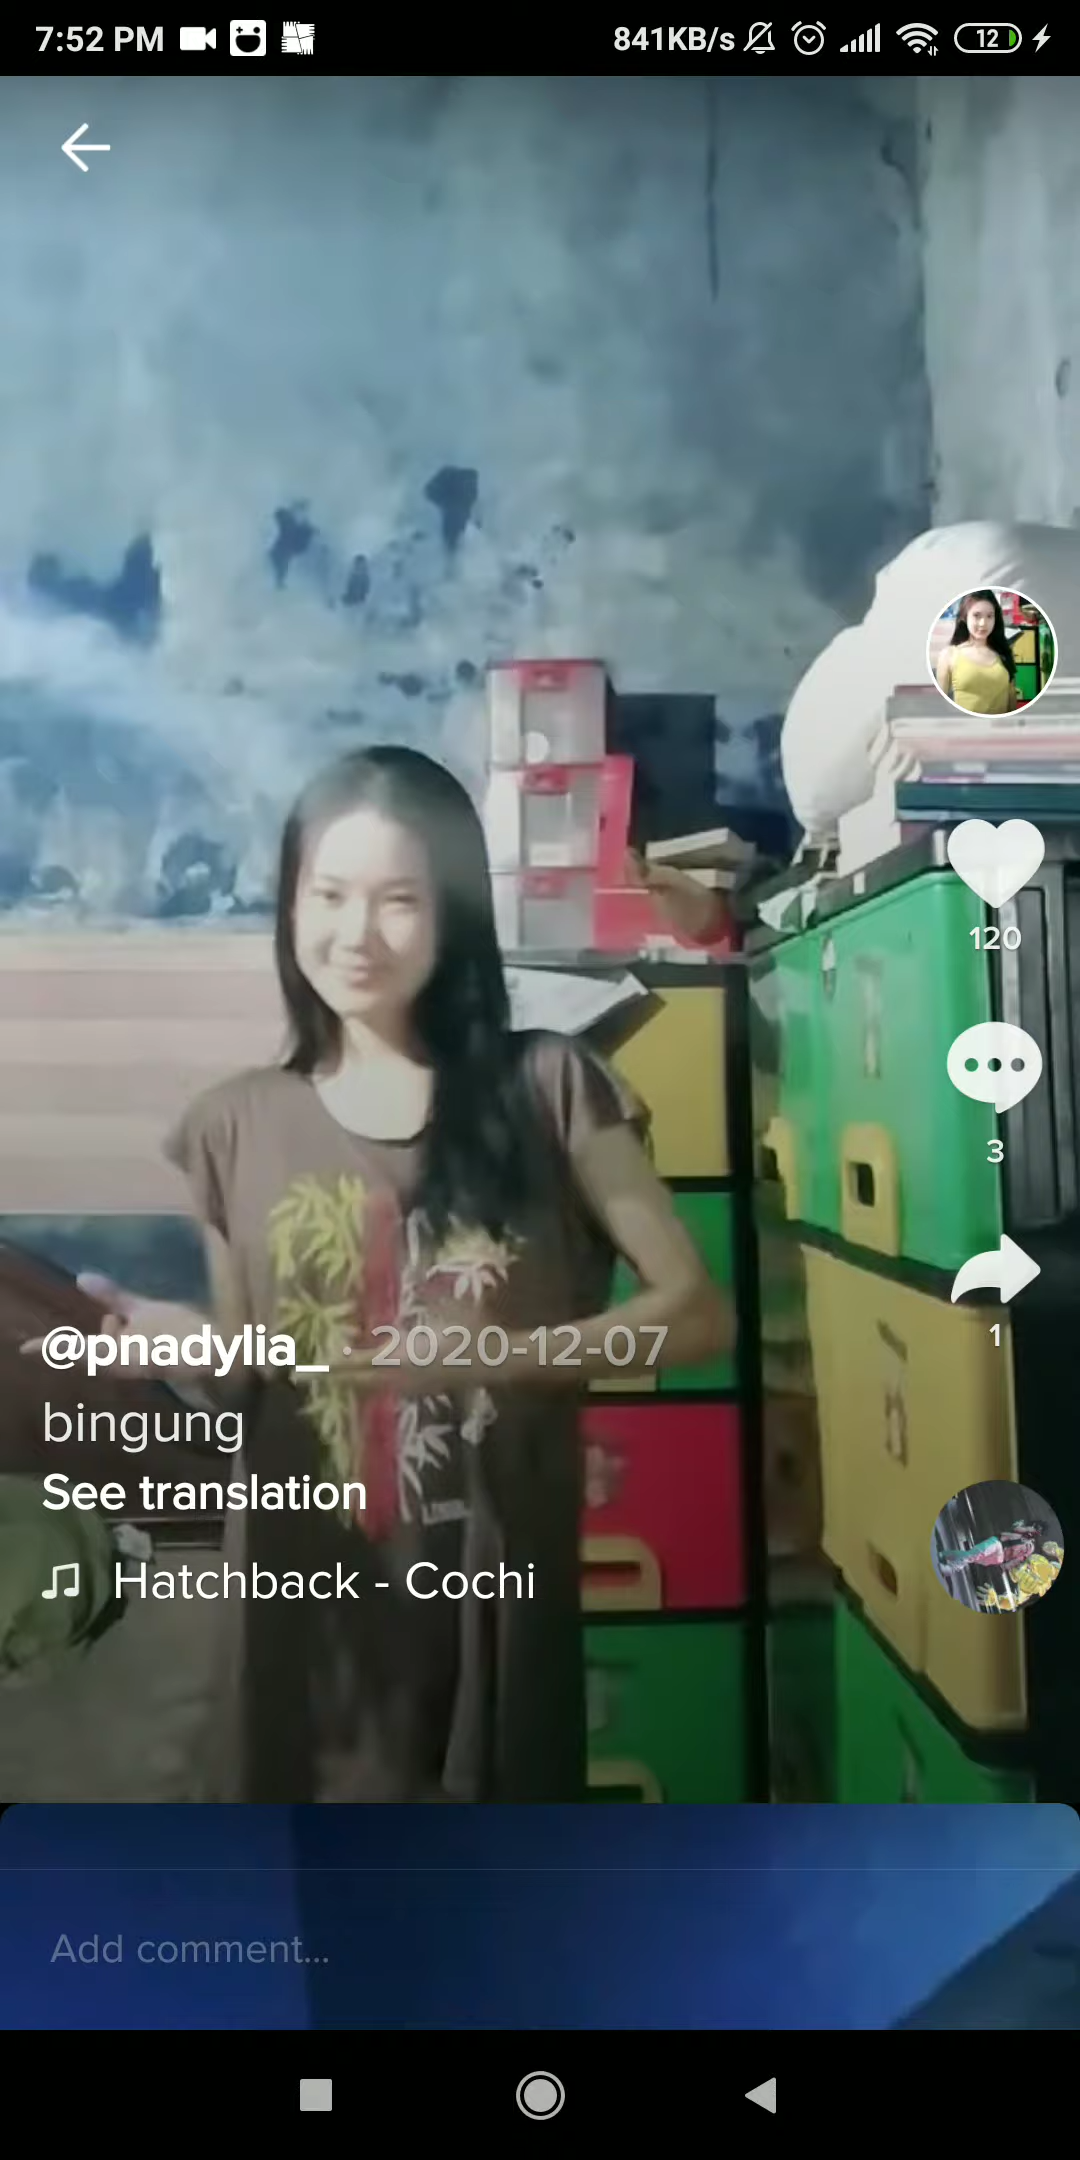 7:52 PM
841KB/s
12
120
3
1
@pnadylia_ · 2020-12-07
bingung
See translation
Hatchback - Cochi
Add comment...